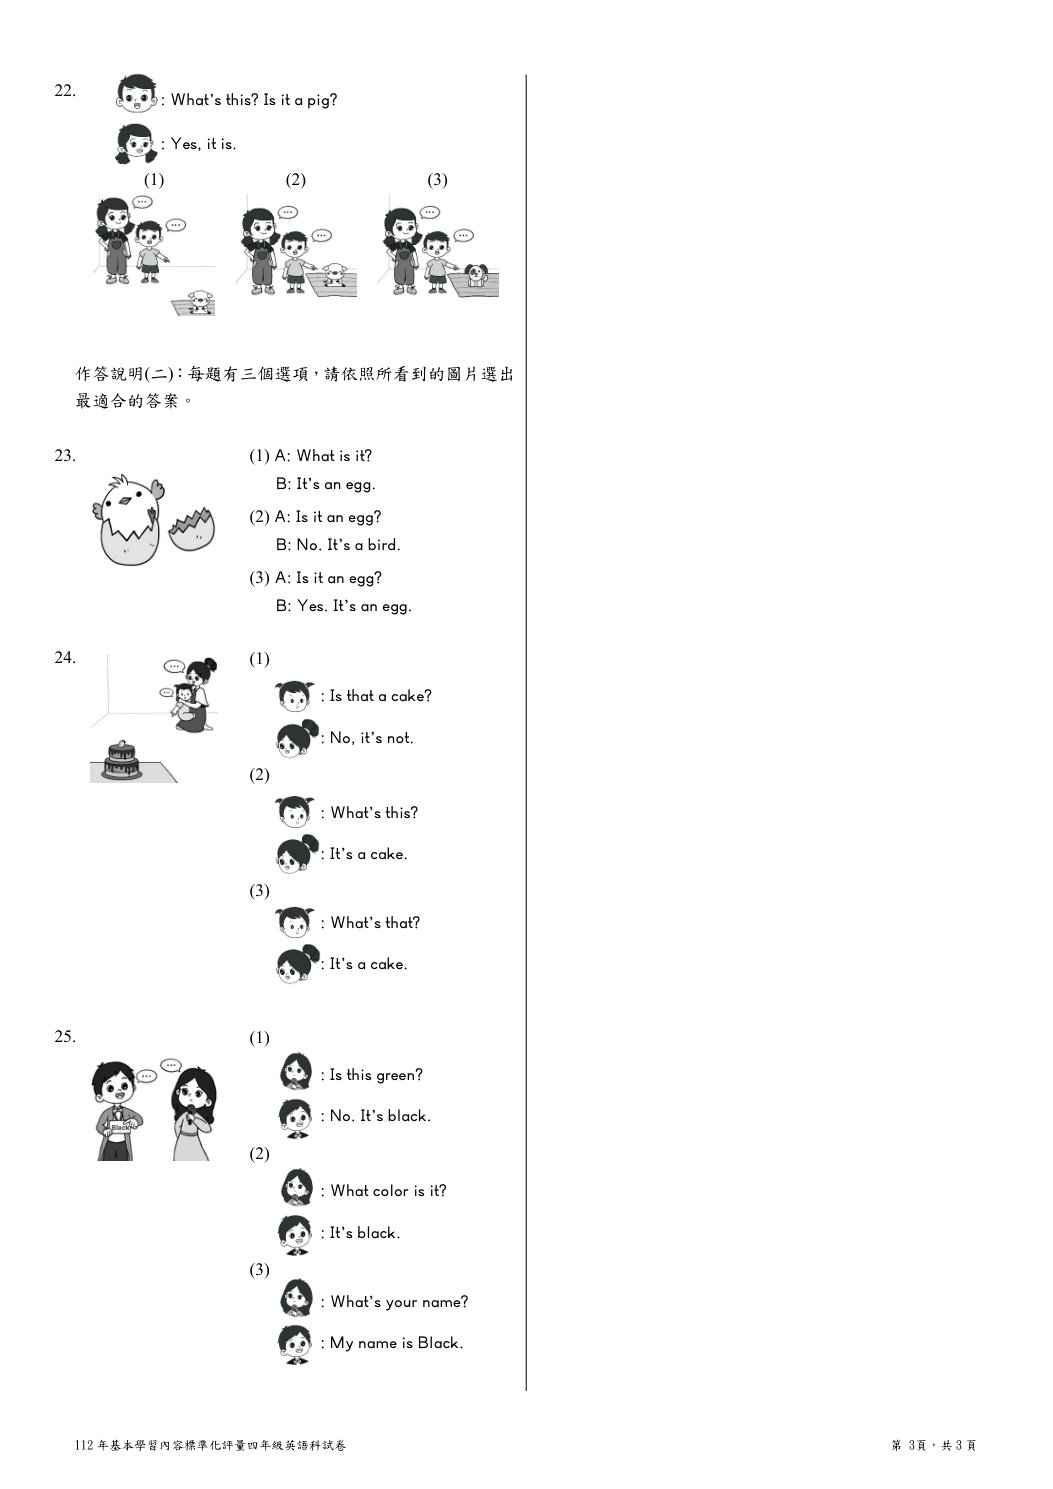 22.
: What's this? Is it a pig?
: Yes, it is.
(1) (2) (3)
作答說明(二)：每題有三個選項，請依照所看到的圖片選出
最適合的答案。
23.
(1) A: What is it?
B: It's an egg.
(2) A: Is it an egg?
B: No. It's a bird.
(3) A: Is it an egg?
B: Yes. It's an egg.
24.
(1)
: Is that a cake?
: No, it's not.
(2)
: What's this?
: It's a cake.
(3)
: What's that?
: It's a cake.
25.
Black
(1)
: Is this green?
: No. It's black.
(2)
: What color is it?
: It's black.
(3)
: What's your name?
: My name is Black.
112 年基本學習內容標準化評量四年級英語科試卷
第 3頁，共 3 頁